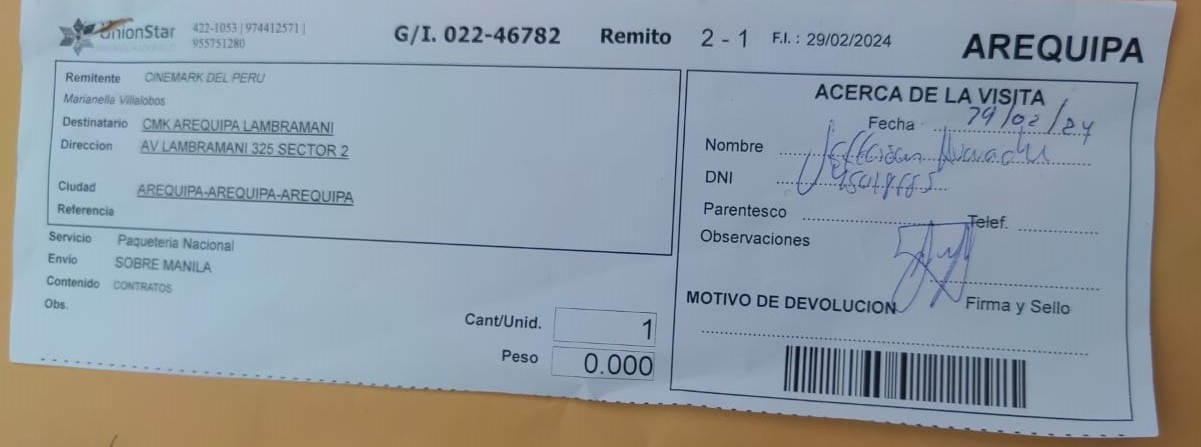 UnionStar
422-1053 | 974412571 |
955751280
G/I. 022-46782 Remito 2 - 1 F.I. : 29/02/2024
AREQUIPA
Remitente CINEMARK DEL PERU
Marianella Villalobos
Destinatario CMK AREQUIPA LAMBRAMANI
Direccion AV LAMBRAMANI 325 SECTOR 2
Ciudad AREQUIPA-AREQUIPA-AREQUIPA
Referencia
Servicio Paqueteria Nacional
Envío SOBRE MANILA
Contenido CONTRATOS
Obs.
Cant/Unid. 1
Peso 0.000
ACERCA DE LA VISITA
Fecha 29/02/24
Nombre
DNI
Parentesco Telef.
Observaciones
Firma y Sello
MOTIVO DE DEVOLUCION